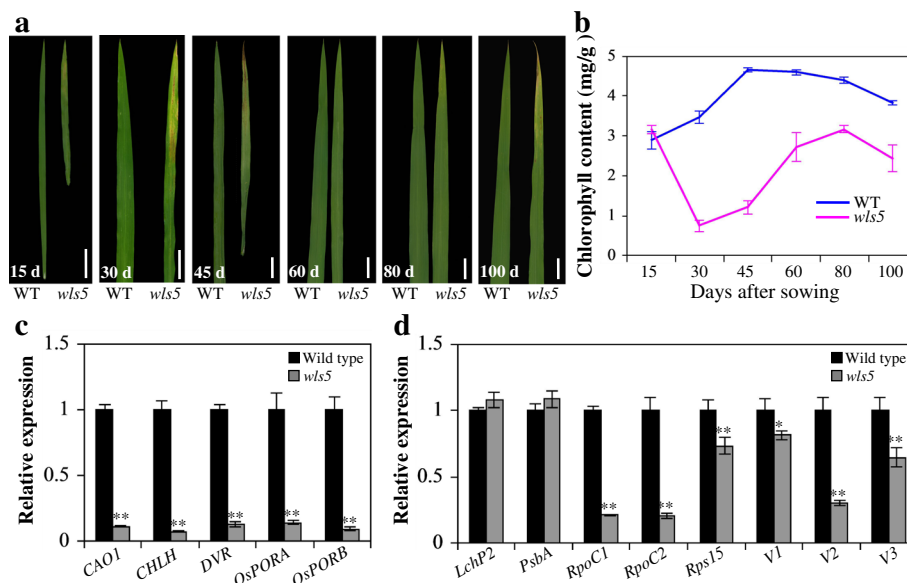 a
15 d 30 d 45 d 60 d 80 d 100 d
WT wls5 WT wls5 WT wls5 WT wls5 WT wls5 WT wls5
b
Chlorophyll content (mg/g)
5
4
3
2
1
0
WT
wls5
15 30 45 60 80 100
Days after sowing
c
Relative expression
1.5
1
0.5
0
Wild type
wls5
** ** ** ** **
CAO1 CHLH DVR OsPORA OsPORB
d
Relative expression
1.5
1
0.5
0
Wild type
wls5
** ** ** * ** **
LchP2 PsbA RpoC1 RpoC2 Rps15 V1 V2 V3